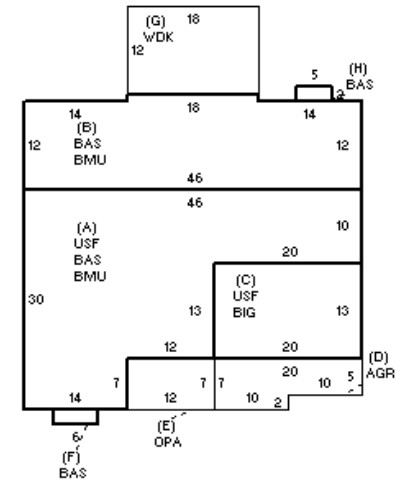 (G) 18
WDK
12
5 (H)
2 BAS
14 18 14
(B)
12 BAS 12
BMU
46
46
(A) 10
USF
BAS 20
BMU (C)
USF
30 BIG
13 13
12 20
(D)
20 5 AGR
7 7 7 10
14 12 10 2
(E)
6 OPA
(F)
BAS